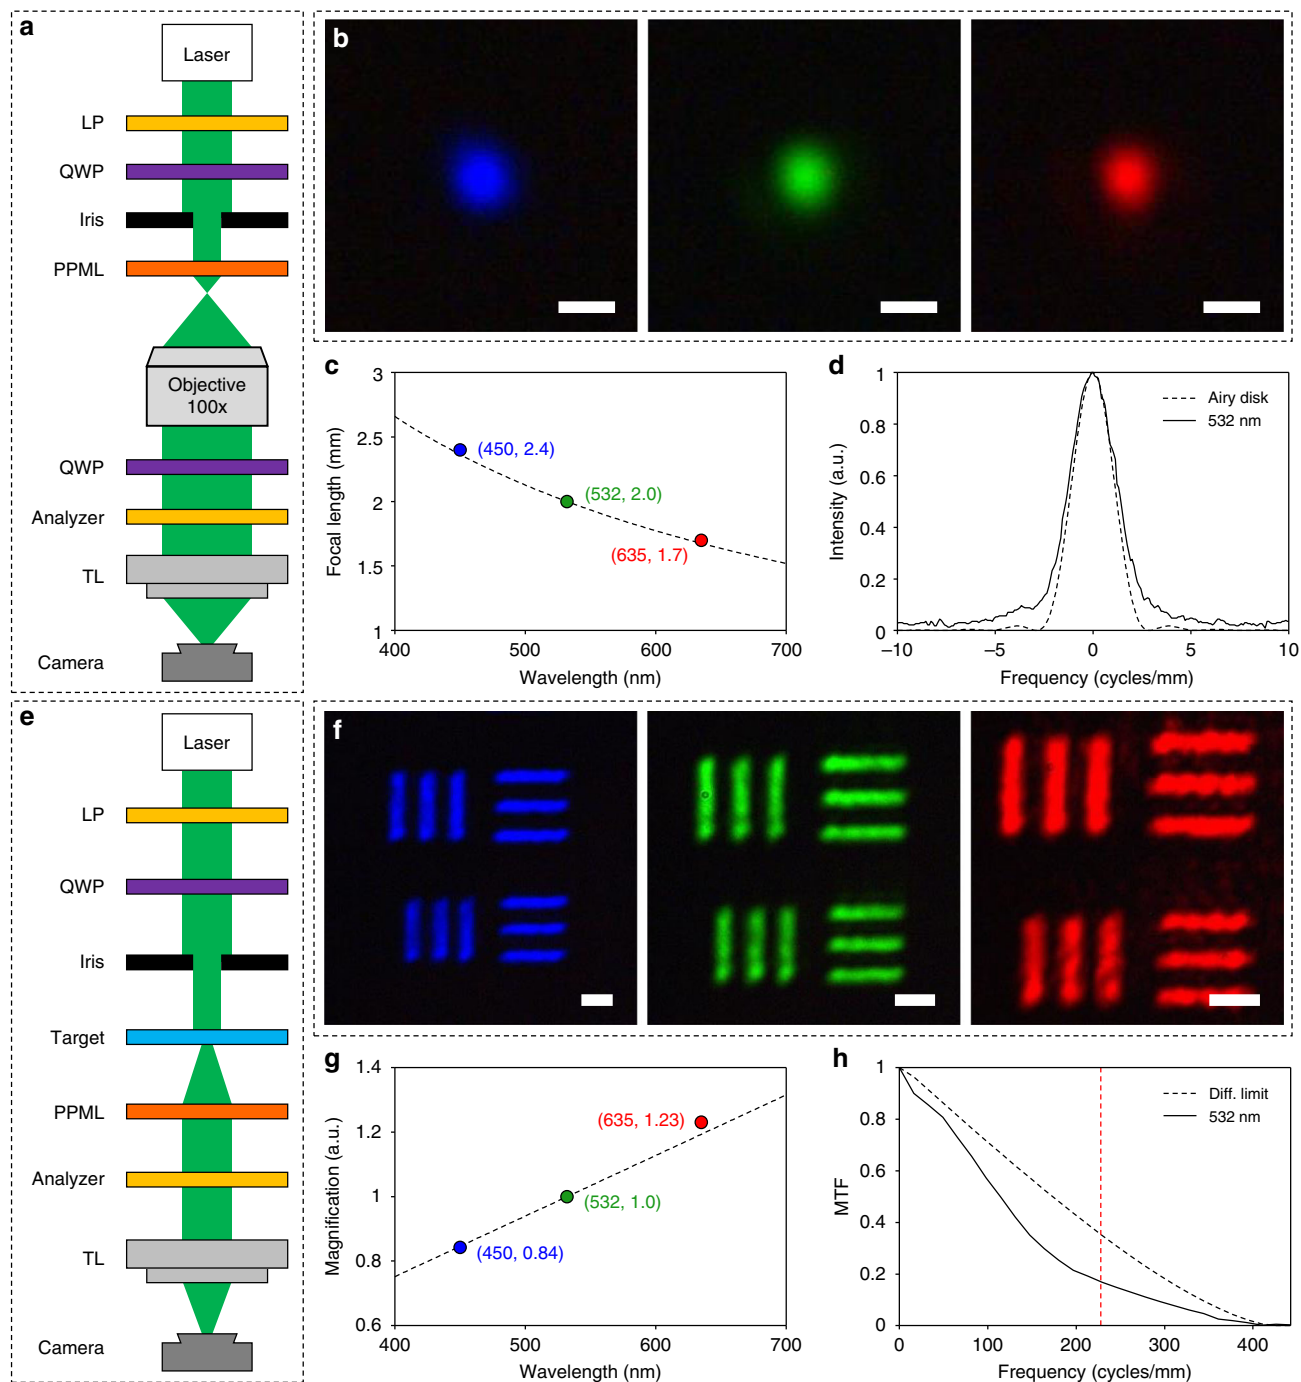 a
Laser
LP
QWP
Iris
PPML
Objective
100x
QWP
Analyzer
TL
Camera
b
c
3
2.5
2
1.5
1
400
500
600
700
Focal length (mm)
Wavelength (nm)
(450, 2.4)
(532, 2.0)
(635, 1.7)
d
1
0.8
0.6
0.4
0.2
0
–10
–5
0
5
10
Intensity (a.u.)
Frequency (cycles/mm)
Airy disk
532 nm
e
Laser
LP
QWP
Iris
Target
PPML
Analyzer
TL
Camera
f
g
1.4
1.2
1
0.8
0.6
400
500
600
700
Magnification (a.u.)
Wavelength (nm)
(635, 1.23)
(532, 1.0)
(450, 0.84)
h
1
0.8
0.6
0.4
0.2
0
0
100
200
300
400
MTF
Frequency (cycles/mm)
Diff. limit
532 nm